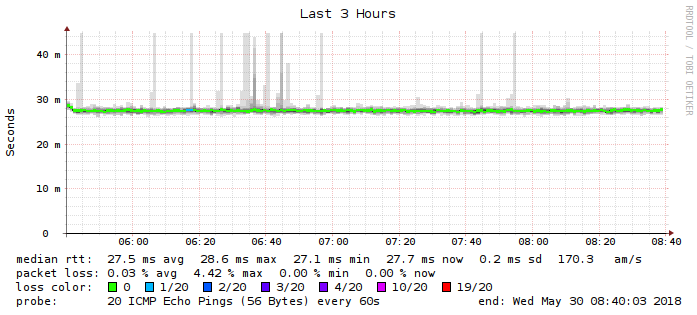 Last 3 Hours
RRDTOOL / TOBI OETIKER
Seconds
40 m
30 m
20 m
10 m
0
06:00 06:20 06:40 07:00 07:20 07:40 08:00 08:20 08:40
median rtt: 27.5 ms avg 28.6 ms max 27.1 ms min 27.7 ms now 0.2 ms sd 170.3 am/s
packet loss: 0.03 % avg 4.42 % max 0.00 % min 0.00 % now
loss color: 0 1/20 2/20 3/20 4/20 10/20 19/20
probe: 20 ICMP Echo Pings (56 Bytes) every 60s end: Wed May 30 08:40:03 2018